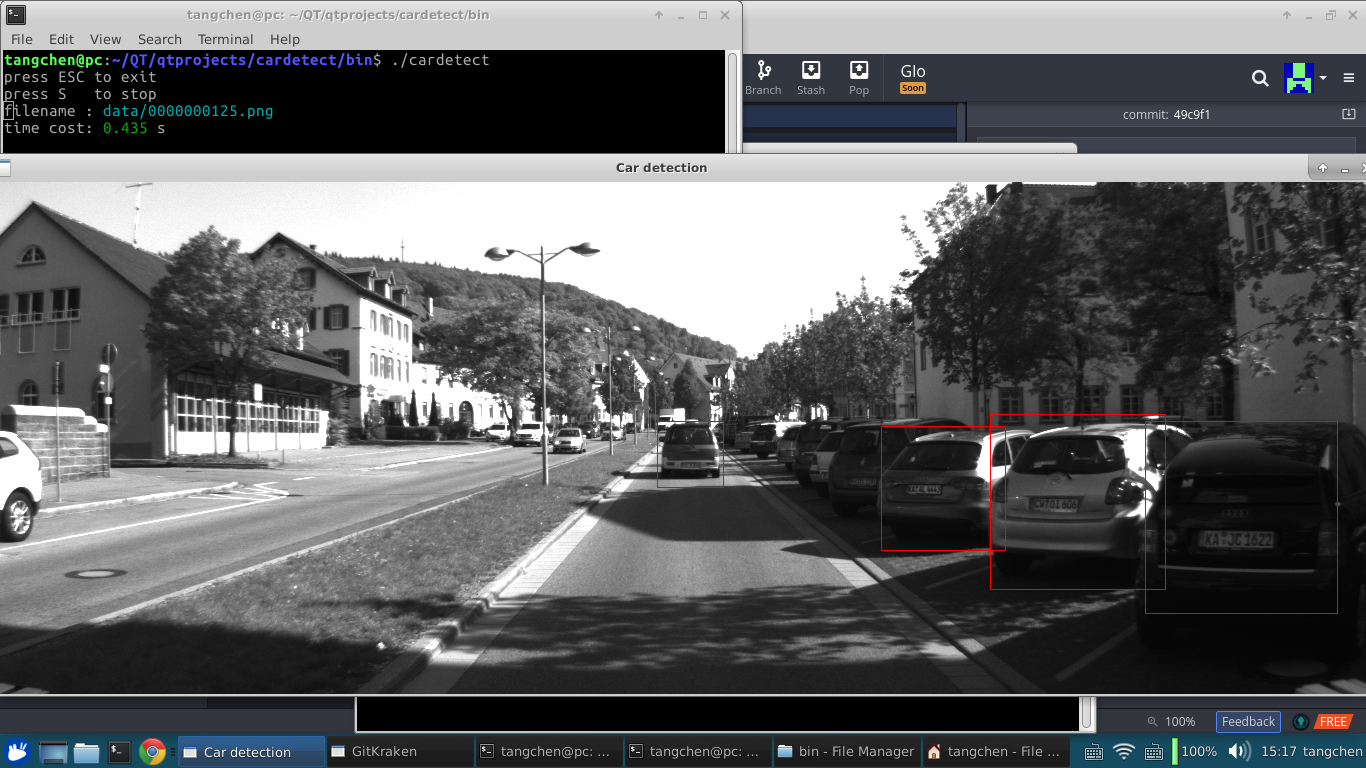 tangchen@pc: ~/QT/qtprojects/cardetect/bin
File Edit View Search Terminal Help
tangchen@pc:~/QT/qtprojects/cardetect/bin$ ./cardetect
press ESC to exit
press S   to stop
filename : data/0000000125.png
time cost: 0.435 s
Branch Stash Pop Glo
Soon
commit: 49c9f1
Car detection
KA JC 1622
100% Feedback FREE
Car detection GitKraken tangchen@pc: ... tangchen@pc: ... bin - File Manager tangchen - File ... 100% 15:17 tangchen